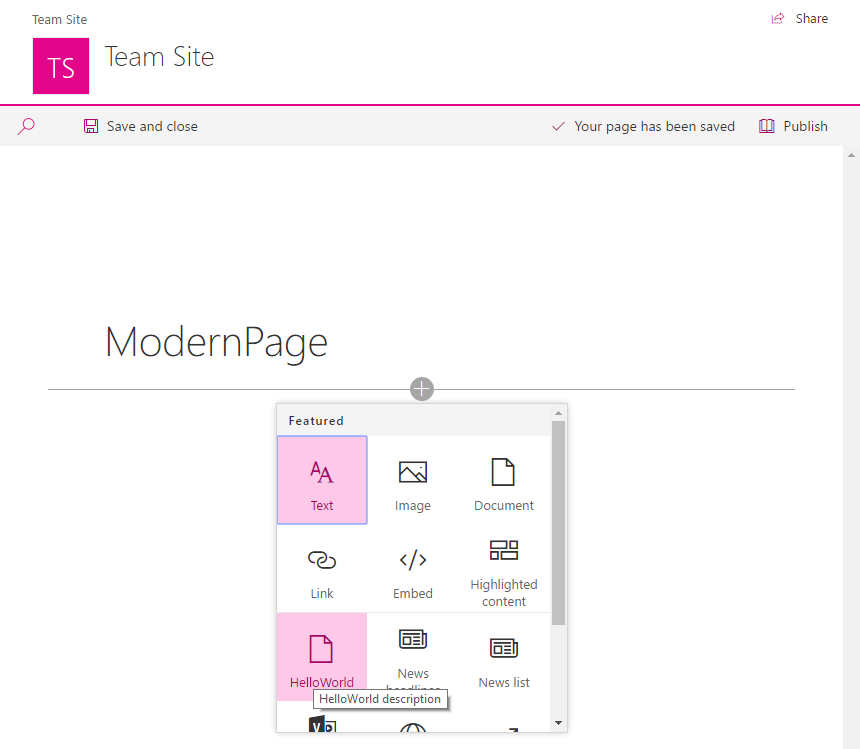 Team Site
Share
TS
Team Site
Save and close
Your page has been saved
Publish
ModernPage
Featured
Text
Image
Document
Link
Embed
Highlighted
content
HelloWorld
News
News list
HelloWorld description